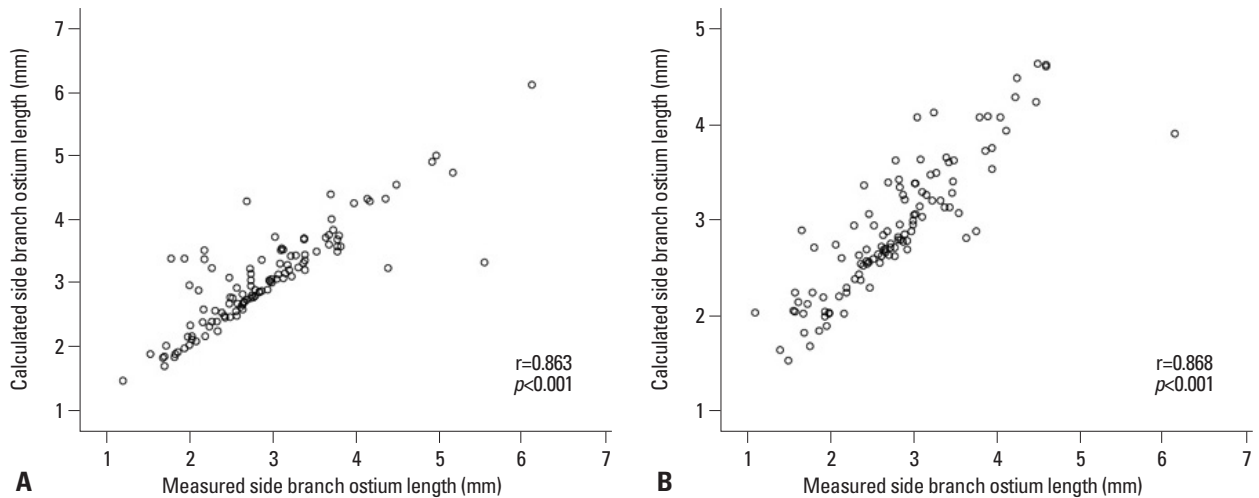 Calculated side branch ostium length (mm)
7
6
5
4
3
2
1
r=0.863
p<0.001
1 2 3 4 5 6 7
A
Measured side branch ostium length (mm)
Calculated side branch ostium length (mm)
5
4
3
2
1
r=0.868
p<0.001
1 2 3 4 5 6 7
B
Measured side branch ostium length (mm)